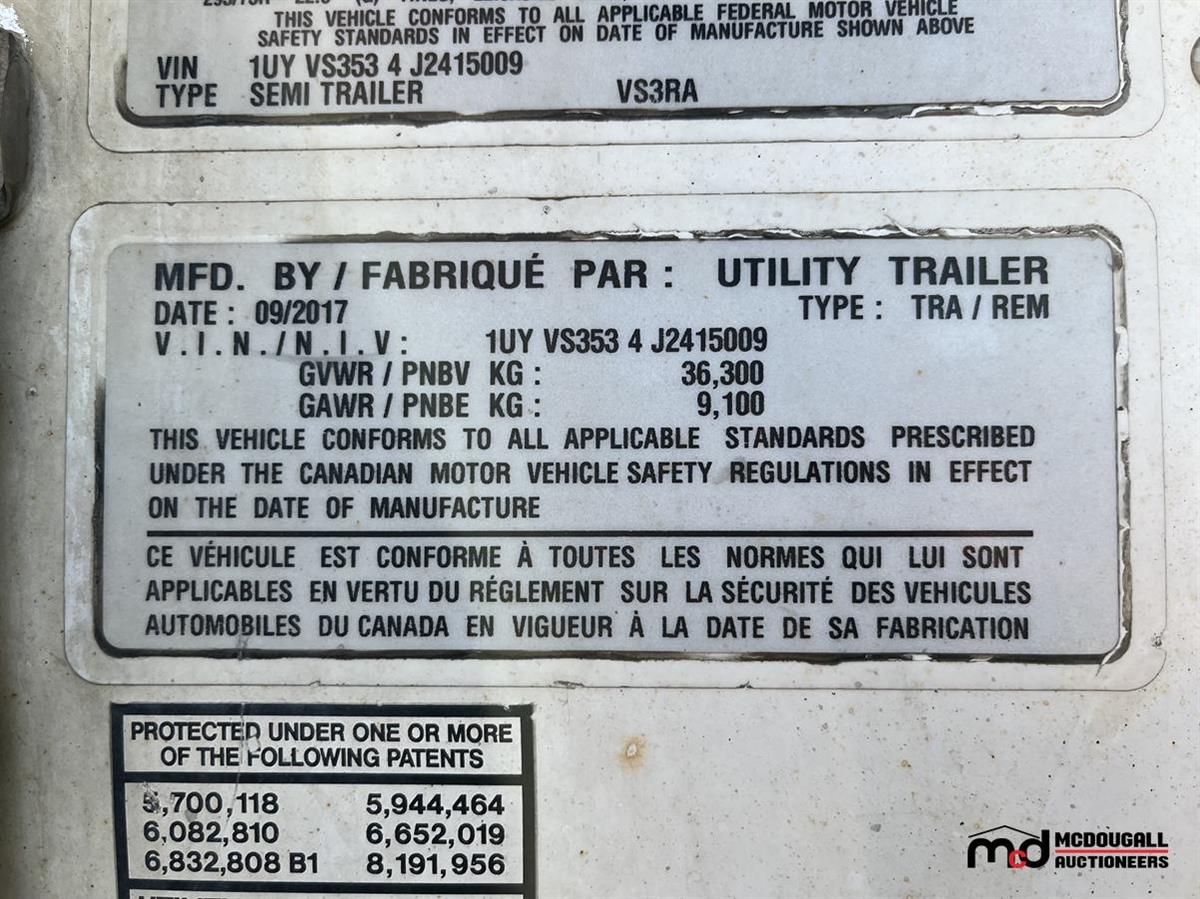 THIS VEHICLE CONFORMS TO ALL APPLICABLE FEDERAL MOTOR VEHICLE
SAFETY STANDARDS IN EFFECT ON DATE OF MANUFACTURE SHOWN ABOVE
VIN 1UY VS353 4 J2415009
TYPE SEMI TRAILER VS3RA
MFD. BY / FABRIQUÉ PAR : UTILITY TRAILER
DATE : 09/2017 TYPE : TRA / REM
V.I.N./N.I.V: 1UY VS353 4 J2415009
GVWR / PNBV KG : 36,300
GAWR / PNBE KG : 9,100
THIS VEHICLE CONFORMS TO ALL APPLICABLE STANDARDS PRESCRIBED
UNDER THE CANADIAN MOTOR VEHICLE SAFETY REGULATIONS IN EFFECT
ON THE DATE OF MANUFACTURE
CE VÉHICULE EST CONFORME À TOUTES LES NORMES QUI LUI SONT
APPLICABLES EN VERTU DU RÉGLEMENT SUR LA SÉCURITÉ DES VEHICULES
AUTOMOBILES DU CANADA EN VIGUEUR À LA DATE DE SA FABRICATION
PROTECTED UNDER ONE OR MORE
OF THE FOLLOWING PATENTS
5,700,118 5,944,464
6,082,810 6,652,019
6,832,808 B1 8,191,956
mcd MCDOUGALL
AUCTIONEERS